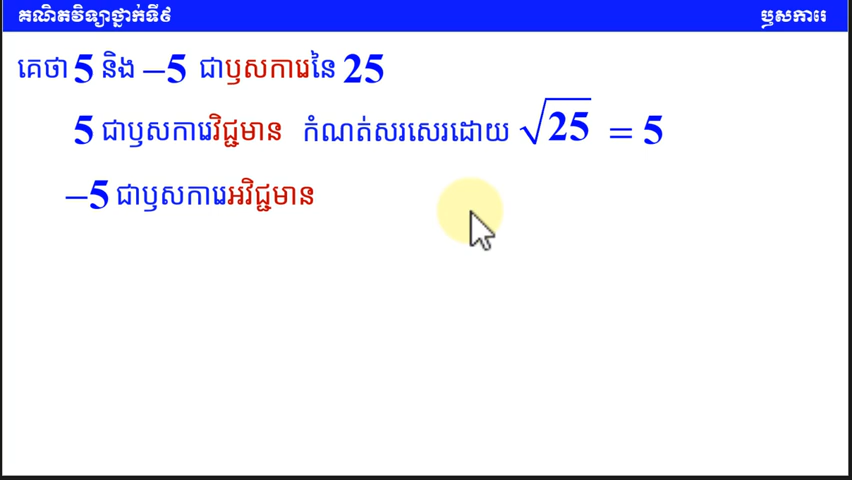 គណិតវិទ្យាថ្នាក់ទី៩ ឫសការេ
គេថា 5 និង −5 ជាឫសការេនៃ 25
5 ជាឫសការេវិជ្ជមាន កំណត់សរសេរដោយ √25 = 5
−5 ជាឫសការេអវិជ្ជមាន